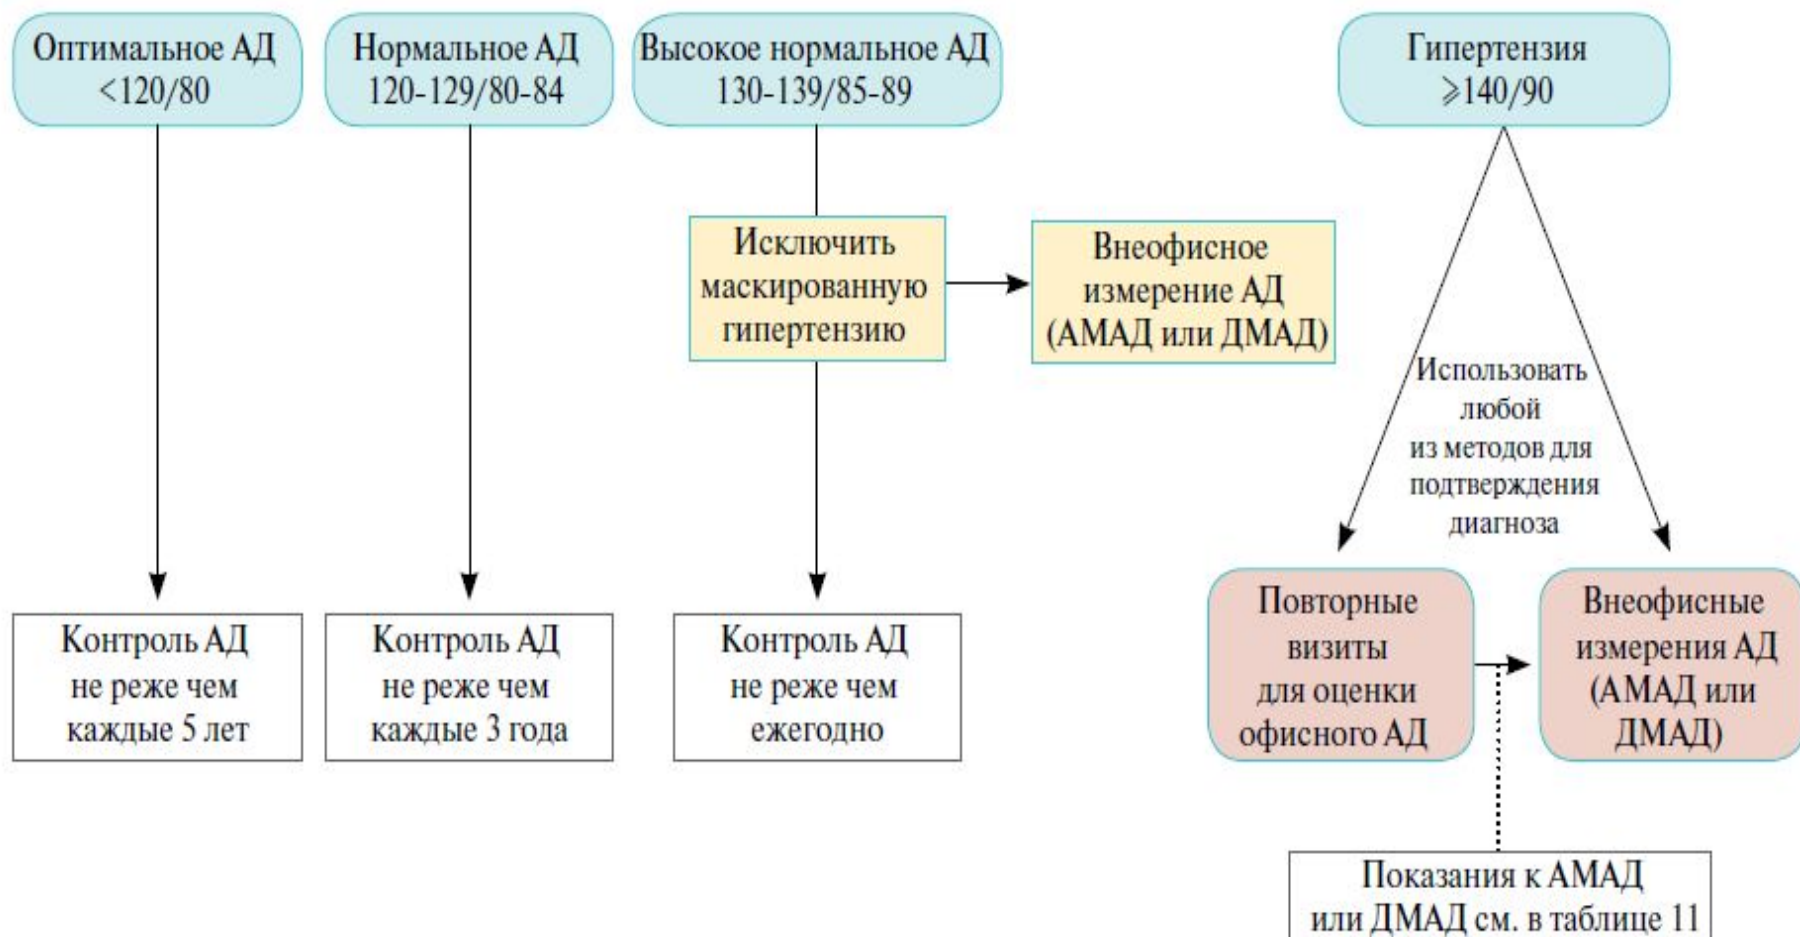 Оптимальное АД
<120/80
Нормальное АД
120-129/80-84
Высокое нормальное АД
130-139/85-89
Гипертензия
⩾140/90
Исключить
маскированную
гипертензию
Внеофисное
измерение АД
(АМАД или ДМАД)
Использовать
любой
из методов для
подтверждения
диагноза
Контроль АД
не реже чем
каждые 5 лет
Контроль АД
не реже чем
каждые 3 года
Контроль АД
не реже чем
ежегодно
Повторные
визиты
для оценки
офисного АД
Внеофисные
измерения АД
(АМАД или
ДМАД)
Показания к АМАД
или ДМАД см. в таблице 11